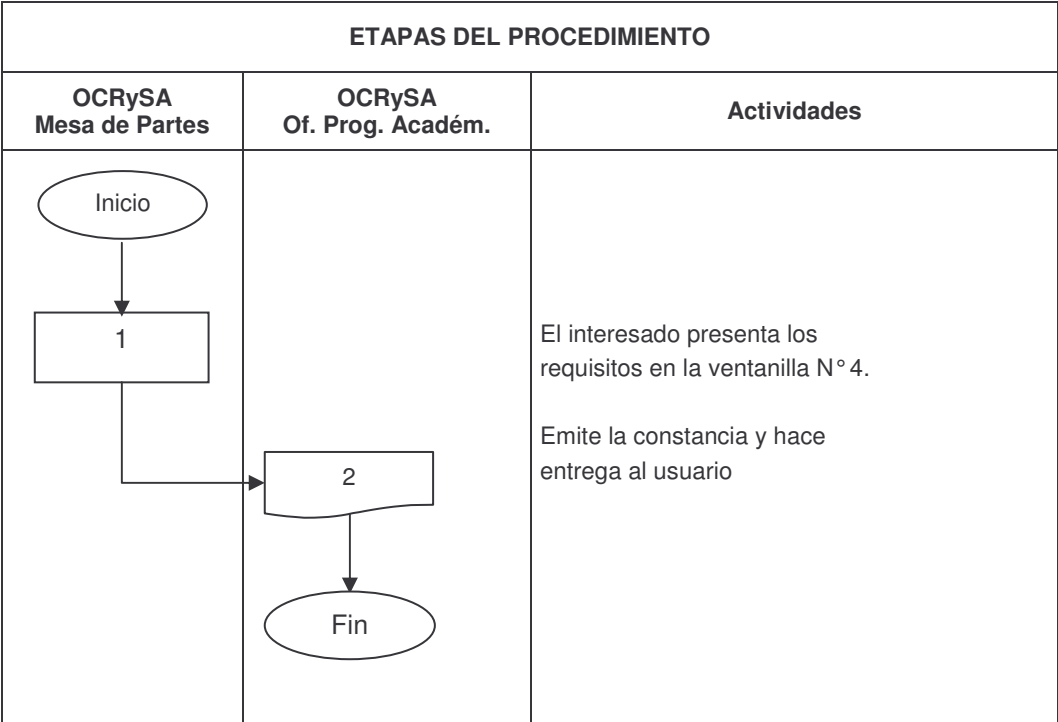 ETAPAS DEL PROCEDIMIENTO
OCRySA
Mesa de Partes
OCRySA
Of. Prog. Académ.
Actividades
Inicio
1
El interesado presenta los
requisitos en la ventanilla N° 4.
Emite la constancia y hace
entrega al usuario
2
Fin